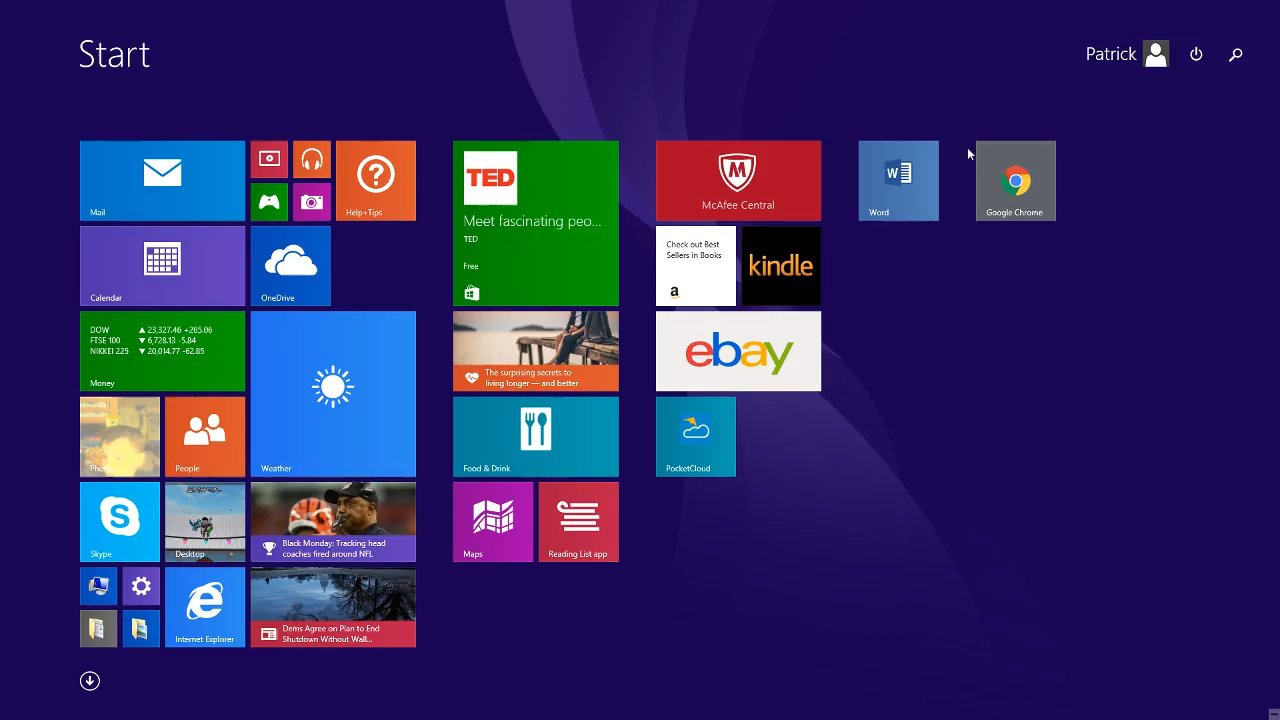 Start
Patrick
Mail
Help+Tips
Calendar
OneDrive
DOW ▲ 23,327.46 +265.06
FTSE 100 ▼ 6,728.13 -5.84
NIKKEI 225 ▼ 20,014.77 -62.85
Money
Weather
People
Skype
Desktop
Black Monday: Tracking head
coaches fired around NFL
Internet Explorer
Dems Agree on Plan to End
Shutdown Without Wall...
TED
Meet fascinating peo...
TED
Free
The surprising secrets to
living longer — and better
Food & Drink
Maps
Reading List app
McAfee Central
Check out Best
Sellers in Books
a
kindle
ebay
PocketCloud
W
Word
Google Chrome